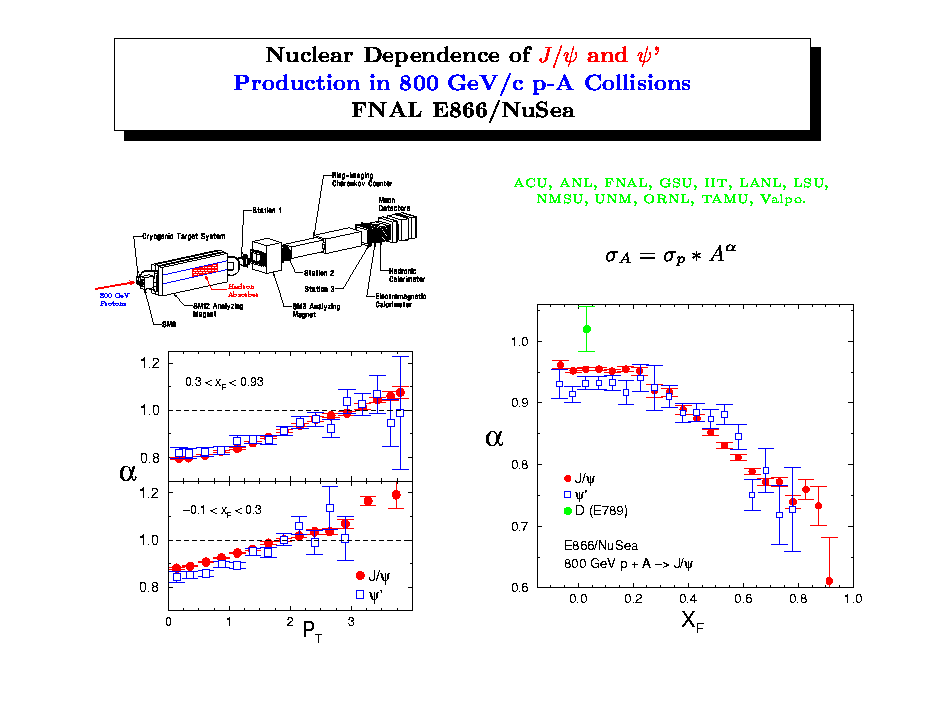 Nuclear Dependence of J/ψ and ψ'
Production in 800 GeV/c p-A Collisions
FNAL E866/NuSea
Ring-Imaging
Cherenkov Counter
Muon
Detectors
Station 1
Cryogenic Target System
Station 2
Station 3
Hadronic
Calorimeter
Electromagnetic
Calorimeter
Hadron
Absorber
800 GeV
Protons
SM12 Analyzing
Magnet
SM3 Analyzing
Magnet
SM0
ACU, ANL, FNAL, GSU, IIT, LANL, LSU,
NMSU, UNM, ORNL, TAMU, Valpo.
σ_A = σ_p * A^α
1.2
0.3 < x_F < 0.93
1.0
0.8
α
1.2
−0.1 < x_F < 0.3
1.0
0.8
J/ψ
ψ'
0 1 2 3
P_T
1.0
0.9
α
0.8
0.7
0.6
J/ψ
ψ'
D (E789)
E866/NuSea
800 GeV p + A −> J/ψ
0.0 0.2 0.4 0.6 0.8 1.0
X_F